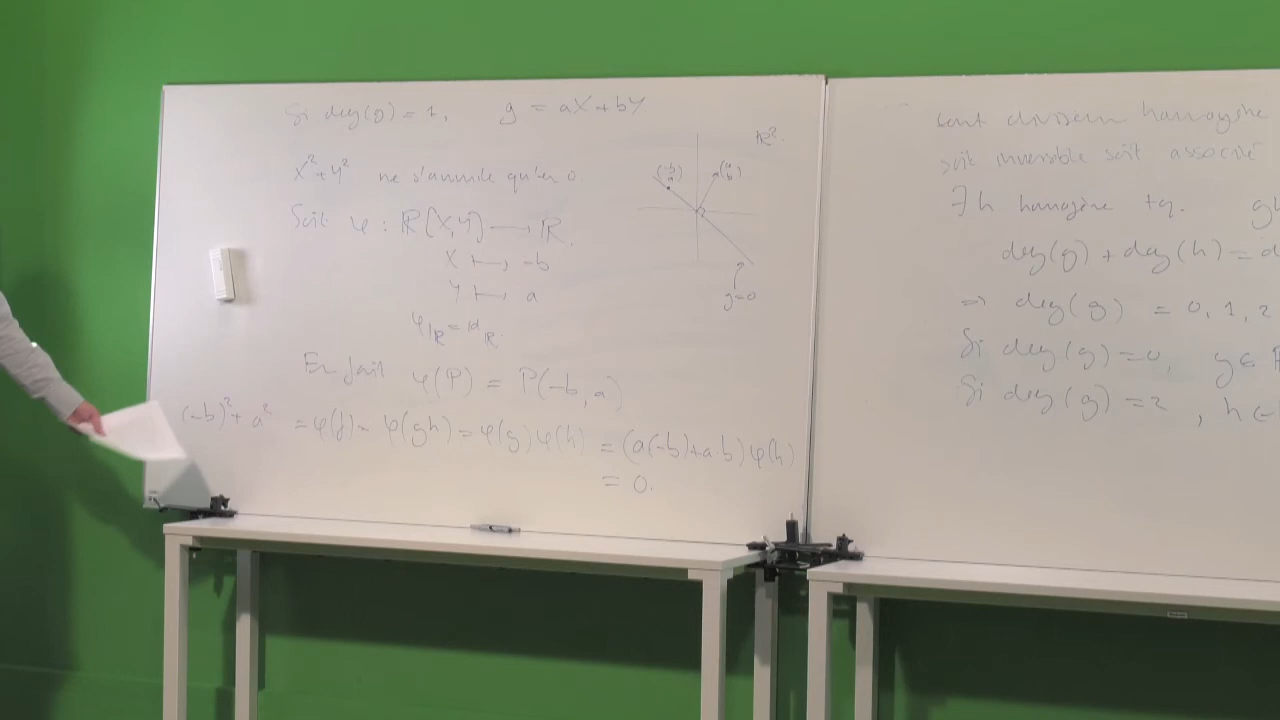 Si deg(g) = 1, g = aX + bY
X² + Y² ne s'annule qu'en 0.
Soit φ : ℝ[X,Y] ⟶ ℝ.
X ⟼ -b
Y ⟼ a
φ|ℝ = Idℝ.
En fait φ(P) = P(-b, a)
(-b)² + a² = φ(f) = φ(gh) = φ(g)φ(h) = (a(-b)+a·b)φ(h)
= 0.
ℝ².
(-b a)
(a b)
g=0
tout diviseur homogène
soit inversible soit associé
∃ h homogène tq. gh
deg(g) + deg(h) = d
⇒ deg(g) = 0, 1, 2
Si deg(g) = 0, g ∈
Si deg(g) = 2, h ∈